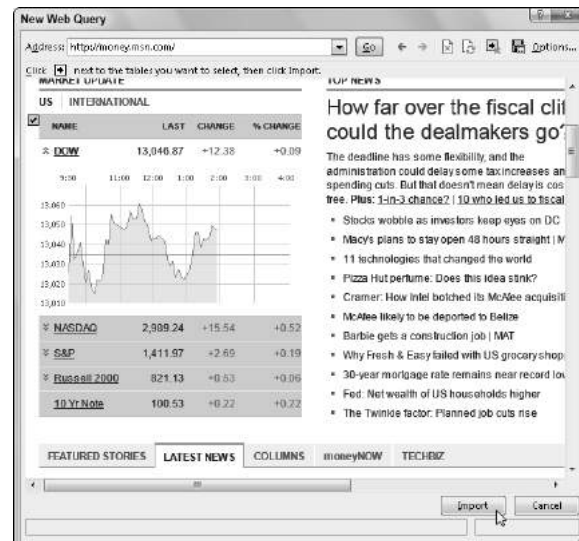 New Web Query
Address: http://money.msn.com/ Go Options...
Click next to the tables you want to select, then click Import.
MARKET UPDATE
US | INTERNATIONAL
NAME LAST CHANGE % CHANGE
DOW 13,046.87 +12.38 +0.09
9:00 11:00 12:00 1:00 2:00 3:00 4:00
13,060
13,050
13,040
13,030
13,020
13,010
NASDAQ 2,989.24 +15.54 +0.52
S&P 1,411.97 +2.69 +0.19
Russell 2000 821.13 +0.53 +0.06
10 Yr Note 100.53 +0.22 +0.22
TOP NEWS
How far over the fiscal clif
could the dealmakers go?
The deadline has some flexibility, and the
administration could delay some tax increases an
spending cuts. But that doesn't mean delay is cos
free. Plus: 1-in-3 chance? | 10 who led us to fiscal
Stocks wobble as investors keep eyes on DC
Macy's plans to stay open 48 hours straight | M
11 technologies that changed the world
Pizza Hut perfume: Does this idea stink?
Cramer: How Intel botched its McAfee acquisiti
McAfee likely to be deported to Belize
Barbie gets a construction job | MAT
Why Fresh & Easy failed with US grocery shop
30-year mortgage rate remains near record lov
Fed: Net wealth of US households higher
The Twinkie factor: Planned job cuts rise
FEATURED STORIES LATEST NEWS COLUMNS moneyNOW TECHBIZ
Import Cancel